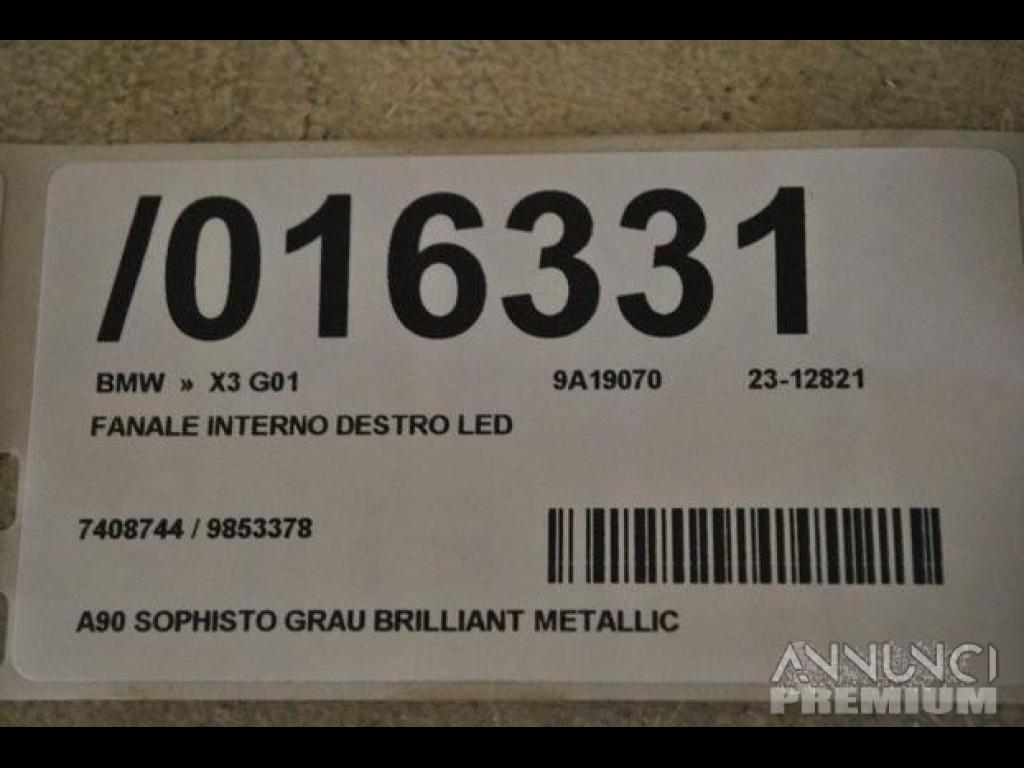 /016331
BMW » X3 G01 9A19070 23-12821
FANALE INTERNO DESTRO LED
7408744 / 9853378
A90 SOPHISTO GRAU BRILLIANT METALLIC
ANNUNCI
PREMIUM